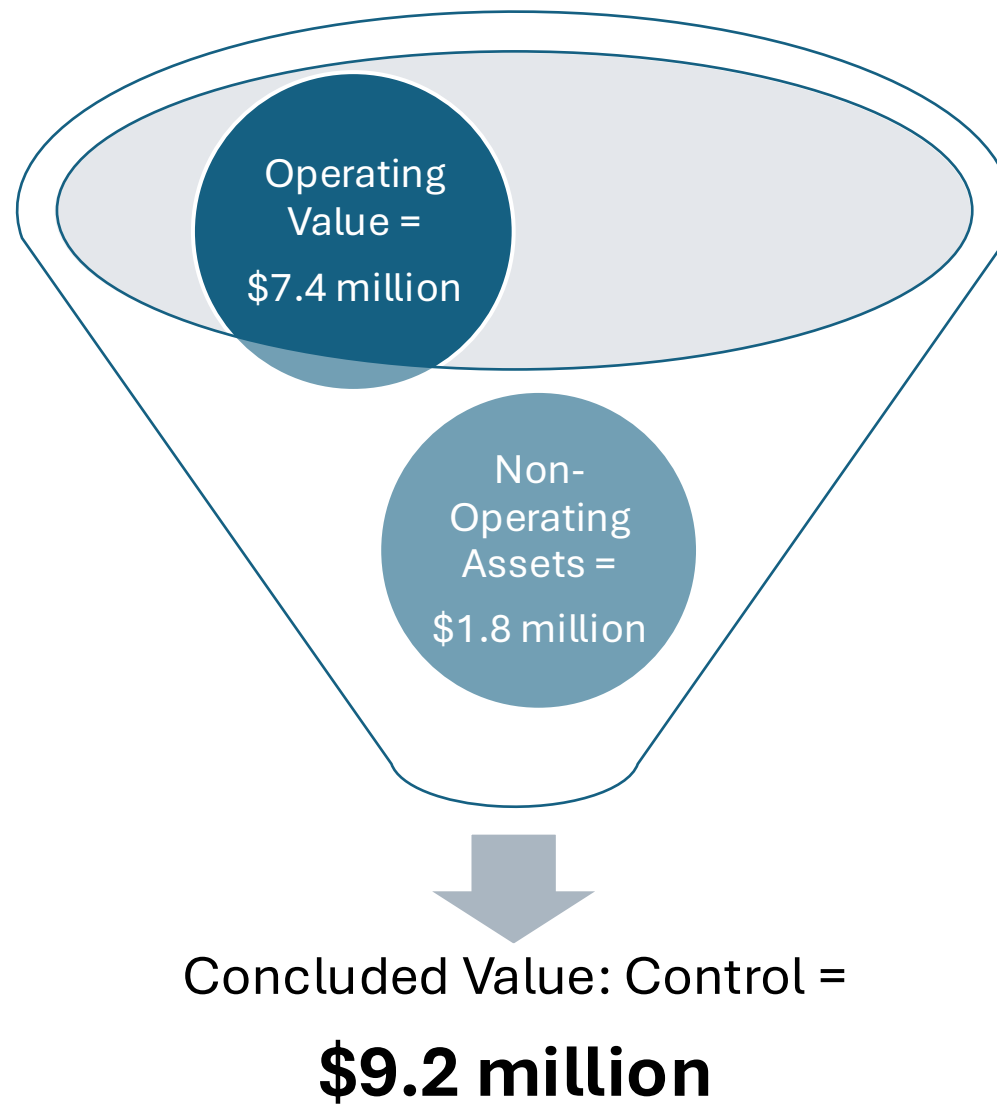 Operating
Value =
$7.4 million
Non-
Operating
Assets =
$1.8 million
Concluded Value: Control =
$9.2 million